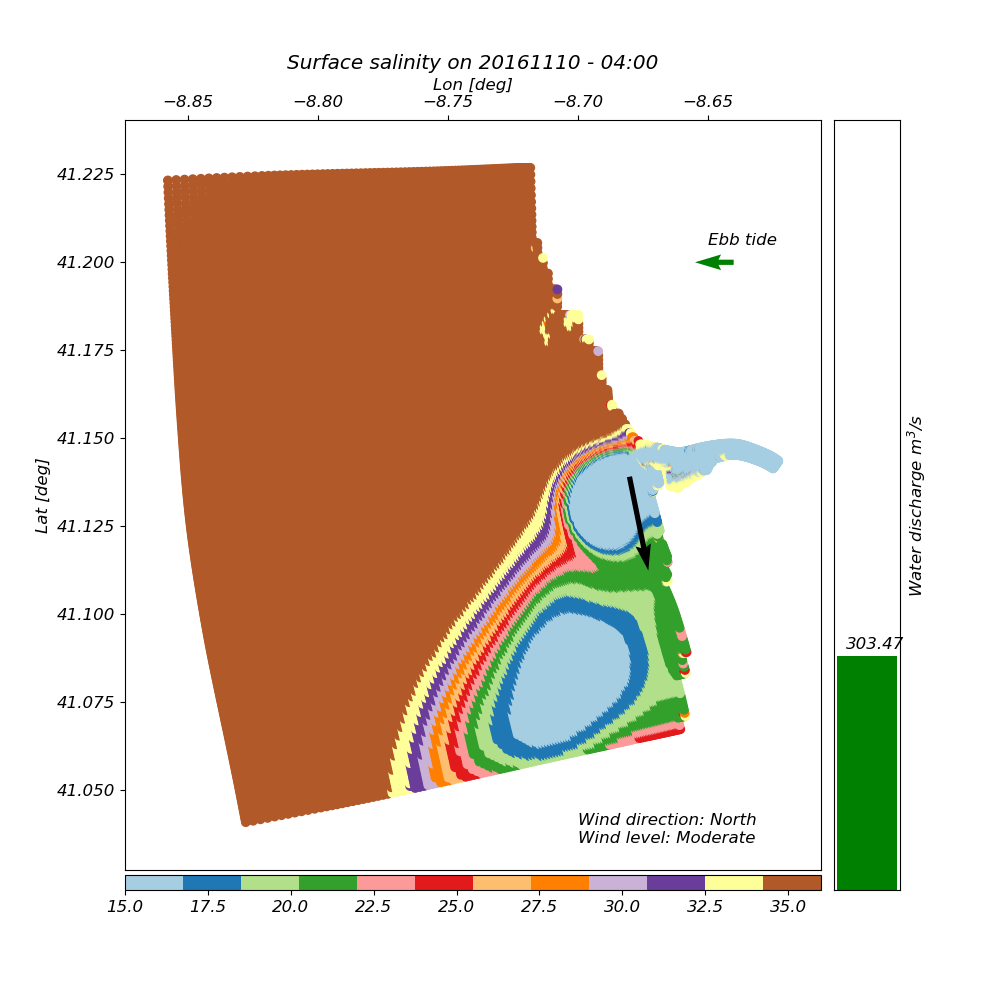 Surface salinity on 20161110 - 04:00
Lon [deg]
−8.85 −8.80 −8.75 −8.70 −8.65
41.225
Ebb tide
41.200
41.175
41.150
Lat [deg]
41.125
Water discharge m³/s
41.100
303.47
41.075
41.050
Wind direction: North
Wind level: Moderate
15.0 17.5 20.0 22.5 25.0 27.5 30.0 32.5 35.0